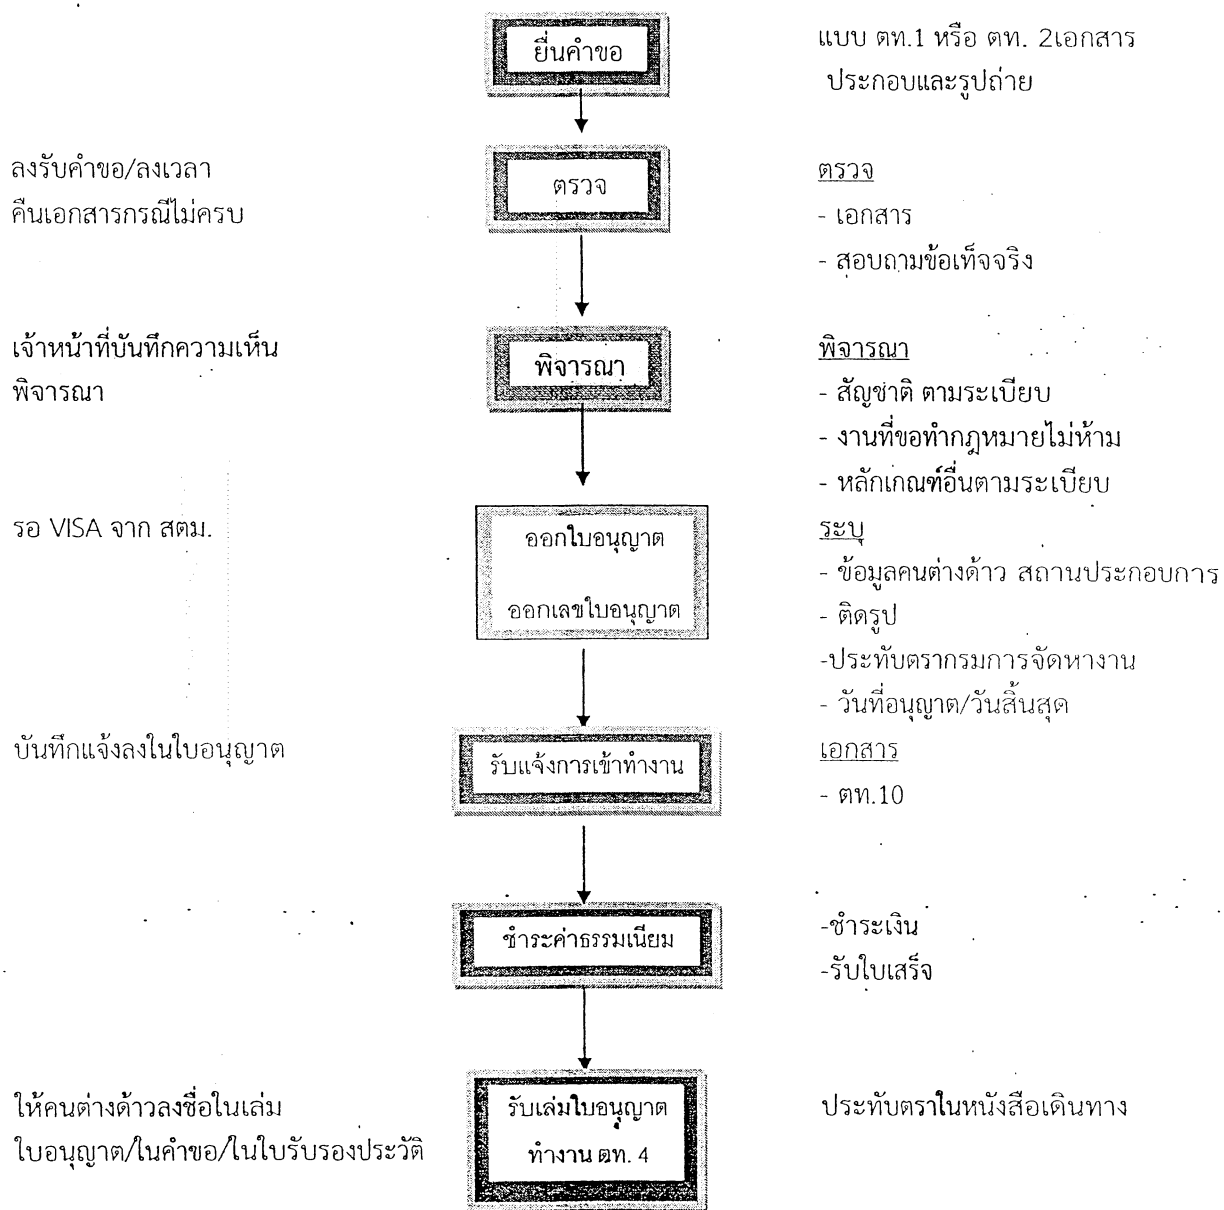 ยื่นคำขอ
แบบ ตท.1 หรือ ตท. 2เอกสาร
ประกอบและรูปถ่าย
ลงรับคำขอ/ลงเวลา
คืนเอกสารกรณีไม่ครบ
ตรวจ
ตรวจ
- เอกสาร
- สอบถามข้อเท็จจริง
เจ้าหน้าที่บันทึกความเห็น
พิจารณา
พิจารณา
พิจารณา
- สัญชาติ ตามระเบียบ
- งานที่ขอทำกฎหมายไม่ห้าม
- หลักเกณฑ์อื่นตามระเบียบ
รอ VISA จาก สตม.
ออกใบอนุญาต
ออกเลขใบอนุญาต
ระบุ
- ข้อมูลคนต่างด้าว สถานประกอบการ
- ติดรูป
-ประทับตรากรมการจัดหางาน
- วันที่อนุญาต/วันสิ้นสุด
บันทึกแจ้งลงในใบอนุญาต
รับแจ้งการเข้าทำงาน
เอกสาร
- ตท.10
ชำระค่าธรรมเนียม
-ชำระเงิน
-รับใบเสร็จ
ให้คนต่างด้าวลงชื่อในเล่ม
ใบอนุญาต/ในคำขอ/ในใบรับรองประวัติ
รับเล่มใบอนุญาต
ทำงาน ตท. 4
ประทับตราในหนังสือเดินทาง